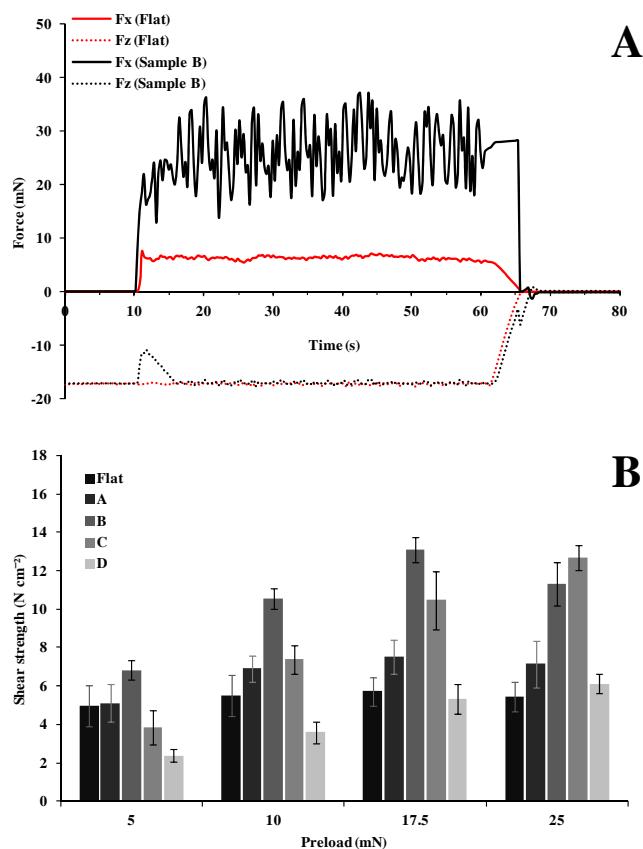 Fx (Flat)
Fz (Flat)
Fx (Sample B)
Fz (Sample B)
A
50
40
30
20
10
0
-10
-20
Force (mN)
0 10 20 30 40 50 60 70 80
Time (s)
B
18
16
14
12
10
8
6
4
2
0
Shear strength (N cm⁻²)
Flat
A
B
C
D
5 10 17.5 25
Preload (mN)